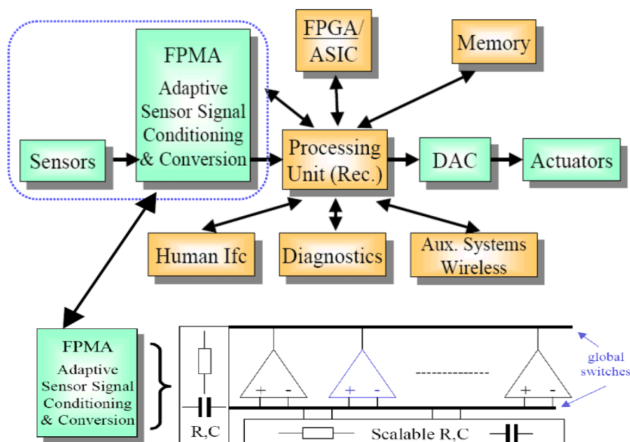 FPMA
Adaptive
Sensor Signal
Conditioning
& Conversion
FPGA/
ASIC
Memory
Sensors
Processing
Unit (Rec.)
DAC
Actuators
Human Ifc
Diagnostics
Aux. Systems
Wireless
FPMA
Adaptive
Sensor Signal
Conditioning
& Conversion
R,C
+ -
+ -
+ -
global
switches
Scalable R,C